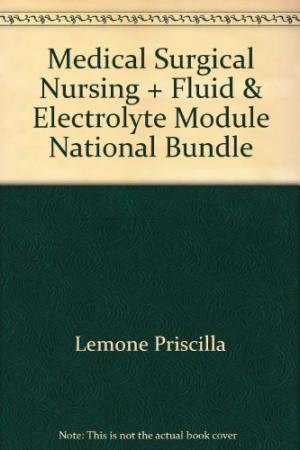 Medical Surgical
Nursing + Fluid &
Electrolyte Module
National Bundle
Lemone Priscilla
Note: This is not the actual book cover